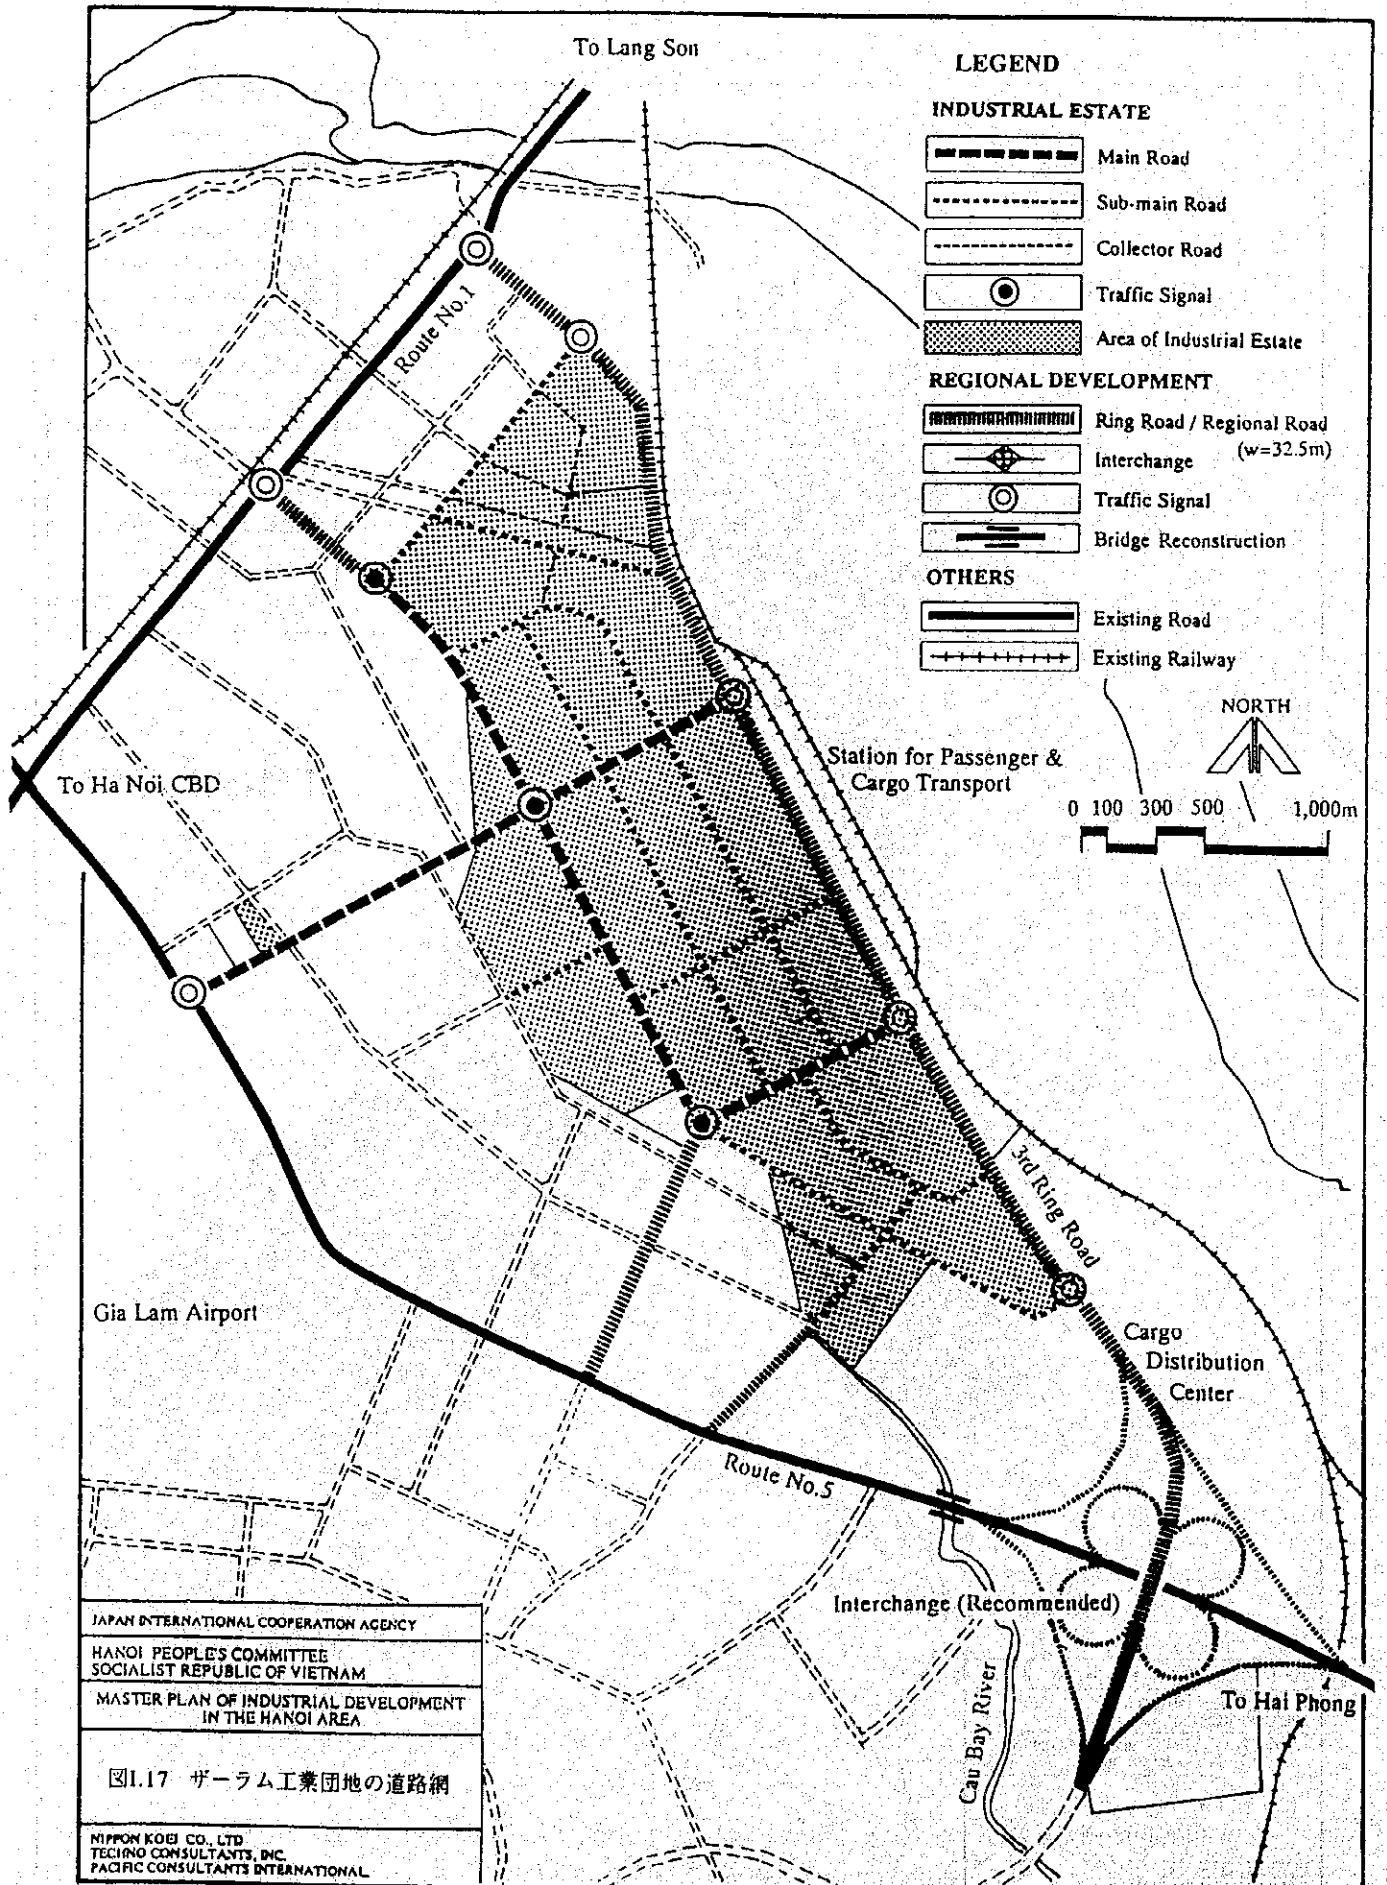 To Lang Son
LEGEND
INDUSTRIAL ESTATE
Main Road
Sub-main Road
Collector Road
Traffic Signal
Area of Industrial Estate
REGIONAL DEVELOPMENT
Ring Road / Regional Road
(w=32.5m)
Interchange
Traffic Signal
Bridge Reconstruction
OTHERS
Existing Road
Existing Railway
NORTH
0 100 300 500 1,000m
Route No.1
To Ha Noi CBD
Station for Passenger &
Cargo Transport
3rd Ring Road
Gia Lam Airport
Cargo
Distribution
Center
Route No.5
Interchange (Recommended)
Cau Bay River
To Hai Phong
JAPAN INTERNATIONAL COOPERATION AGENCY
HANOI PEOPLE'S COMMITTEE
SOCIALIST REPUBLIC OF VIETNAM
MASTER PLAN OF INDUSTRIAL DEVELOPMENT
IN THE HANOI AREA
図I.17 ザーラム工業団地の道路網
NIPPON KOEI CO., LTD
TECHNO CONSULTANTS, INC.
PACIFIC CONSULTANTS INTERNATIONAL